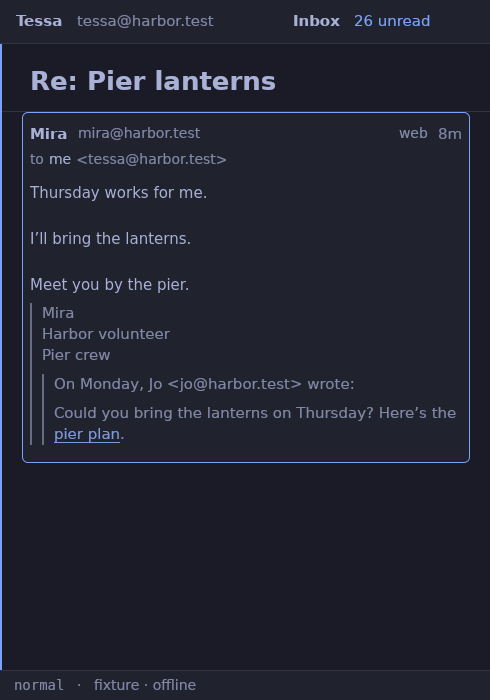 Tessa tessa@harbor.test Inbox 26 unread
Re: Pier lanterns
Mira mira@harbor.test web 8m
to me <tessa@harbor.test>
Thursday works for me.
I’ll bring the lanterns.
Meet you by the pier.
Mira
Harbor volunteer
Pier crew
On Monday, Jo <jo@harbor.test> wrote:
Could you bring the lanterns on Thursday? Here’s the
pier plan.
normal · fixture · offline